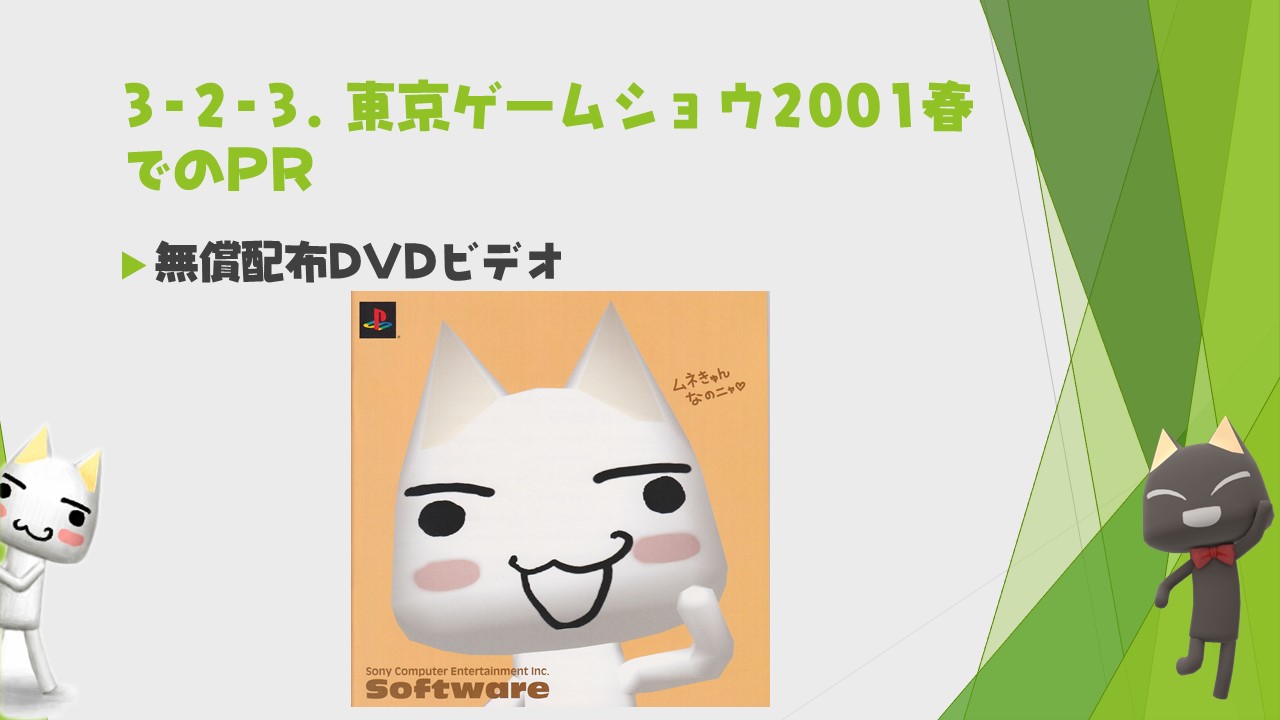 3-2-3. 東京ゲームショウ2001春
でのPR
無償配布DVDビデオ
ムネきゅん
なのニャ♡
Sony Computer Entertainment Inc.
Software